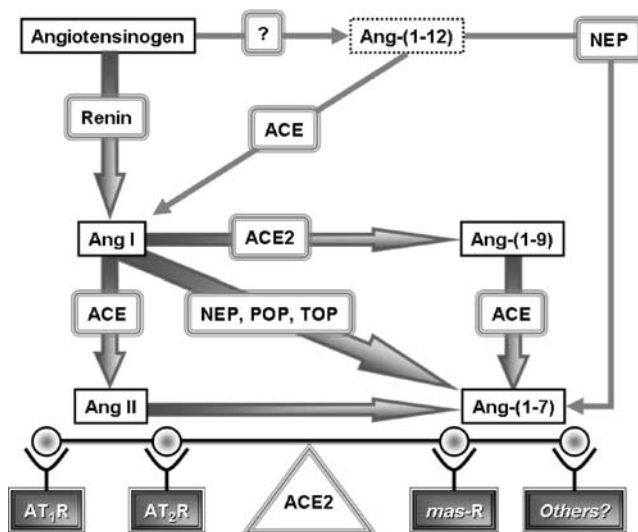 Angiotensinogen
?
Ang-(1-12)
NEP
Renin
ACE
Ang I
ACE2
Ang-(1-9)
ACE
NEP, POP, TOP
ACE
Ang II
Ang-(1-7)
AT₁R
AT₂R
ACE2
mas-R
Others?